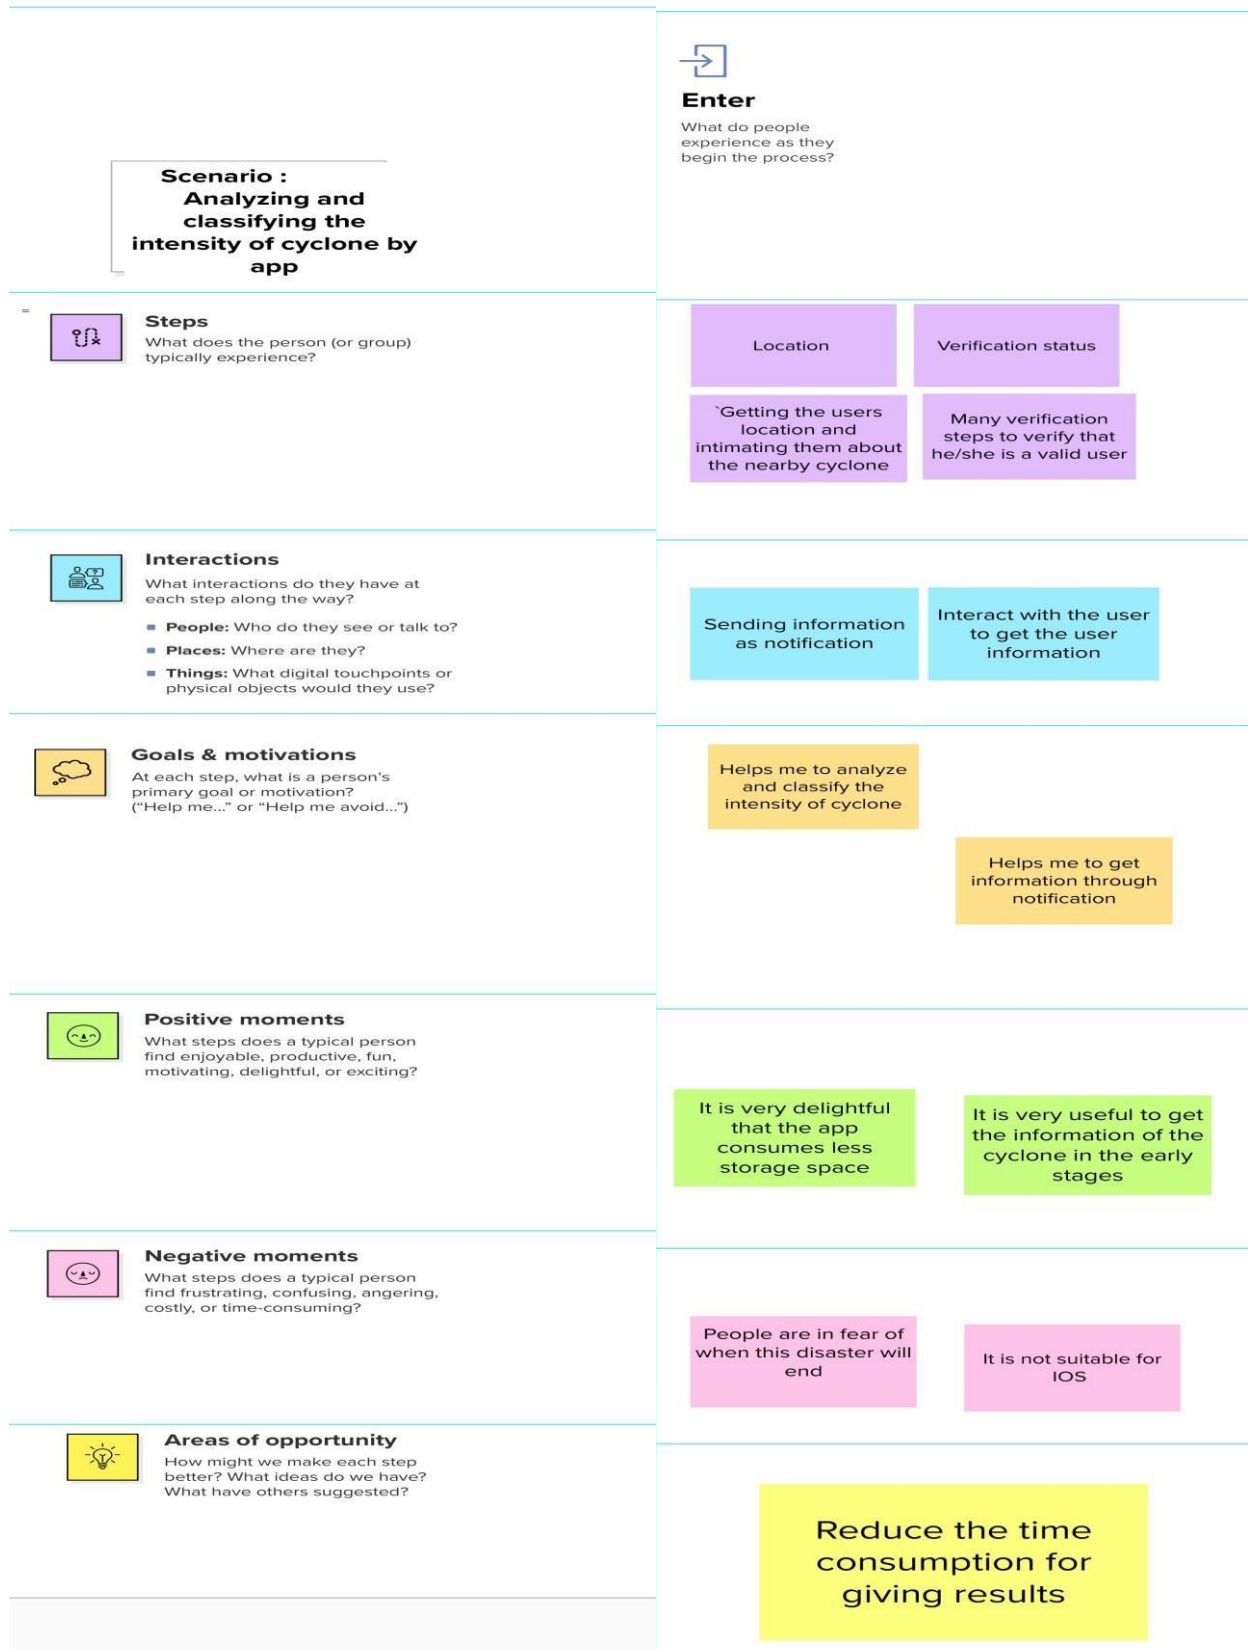 Scenario :
Analyzing and
classifying the
intensity of cyclone by
app
Enter
What do people
experience as they
begin the process?
=
Steps
What does the person (or group)
typically experience?
Location
Verification status
`Getting the users
location and
intimating them about
the nearby cyclone
Many verification
steps to verify that
he/she is a valid user
Interactions
What interactions do they have at
each step along the way?
People: Who do they see or talk to?
Places: Where are they?
Things: What digital touchpoints or
physical objects would they use?
Sending information
as notification
Interact with the user
to get the user
information
Goals & motivations
At each step, what is a person's
primary goal or motivation?
("Help me..." or "Help me avoid...")
Helps me to analyze
and classify the
intensity of cyclone
Helps me to get
information through
notification
Positive moments
What steps does a typical person
find enjoyable, productive, fun,
motivating, delightful, or exciting?
It is very delightful
that the app
consumes less
storage space
It is very useful to get
the information of the
cyclone in the early
stages
Negative moments
What steps does a typical person
find frustrating, confusing, angering,
costly, or time-consuming?
People are in fear of
when this disaster will
end
It is not suitable for
IOS
Areas of opportunity
How might we make each step
better? What ideas do we have?
What have others suggested?
Reduce the time
consumption for
giving results